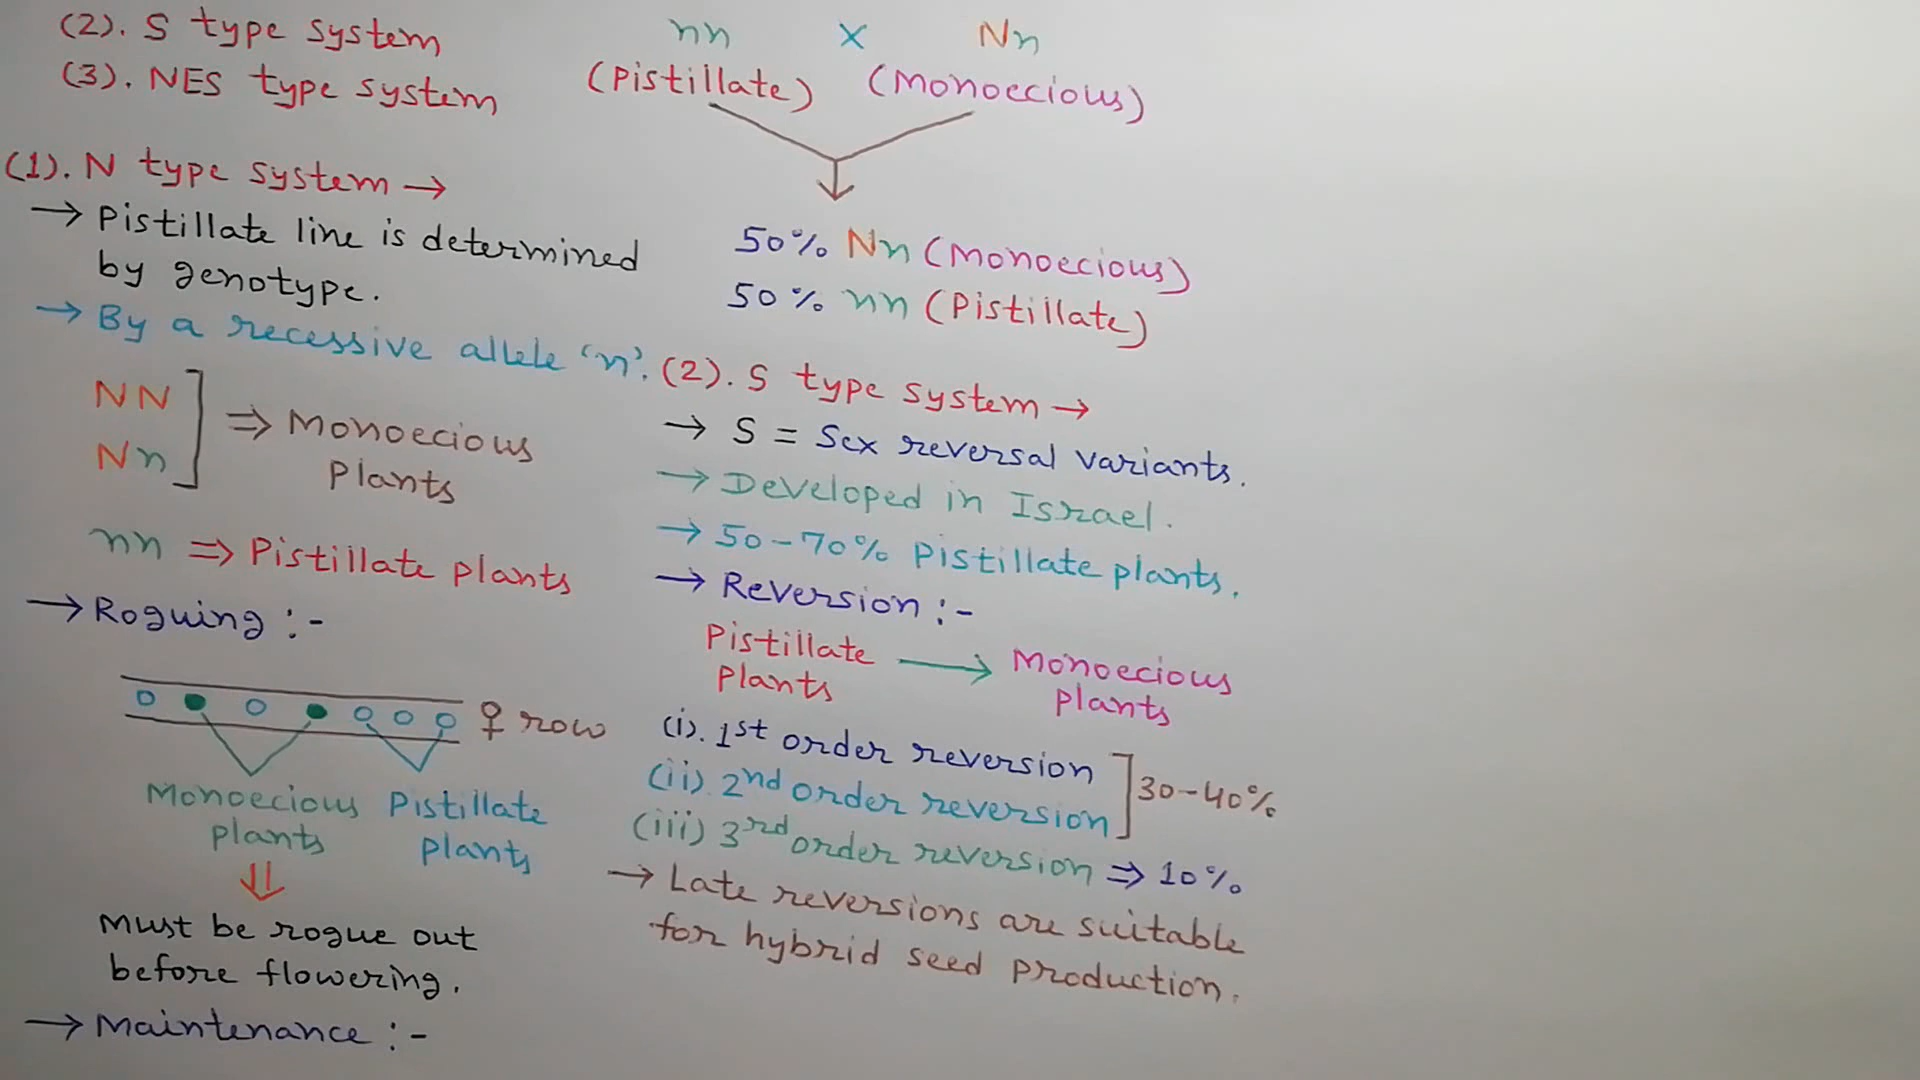 (2). S type system
(3). NES type system
(1). N type system →
→ Pistillate line is determined
by genotype.
→ By a recessive allele 'n'.
NN
Nn
⇒ Monoecious
Plants
nn ⇒ Pistillate plants
→ Roguing :-
♀ row
Monoecious
plants
Pistillate
plants
Must be rogue out
before flowering.
→ Maintenance :-
nn × Nn
(Pistillate) (Monoecious)
50% Nn (Monoecious)
50% nn (Pistillate)
(2). S type system →
→ S = Sex reversal variants.
→ Developed in Israel.
→ 50-70% Pistillate plants.
→ Reversion :-
Pistillate
plants
→ Monoecious
plants
(i). 1st order reversion
(ii). 2nd order reversion
30-40%
(iii) 3rd order reversion ⇒ 10%
→ Late reversions are suitable
for hybrid seed production.